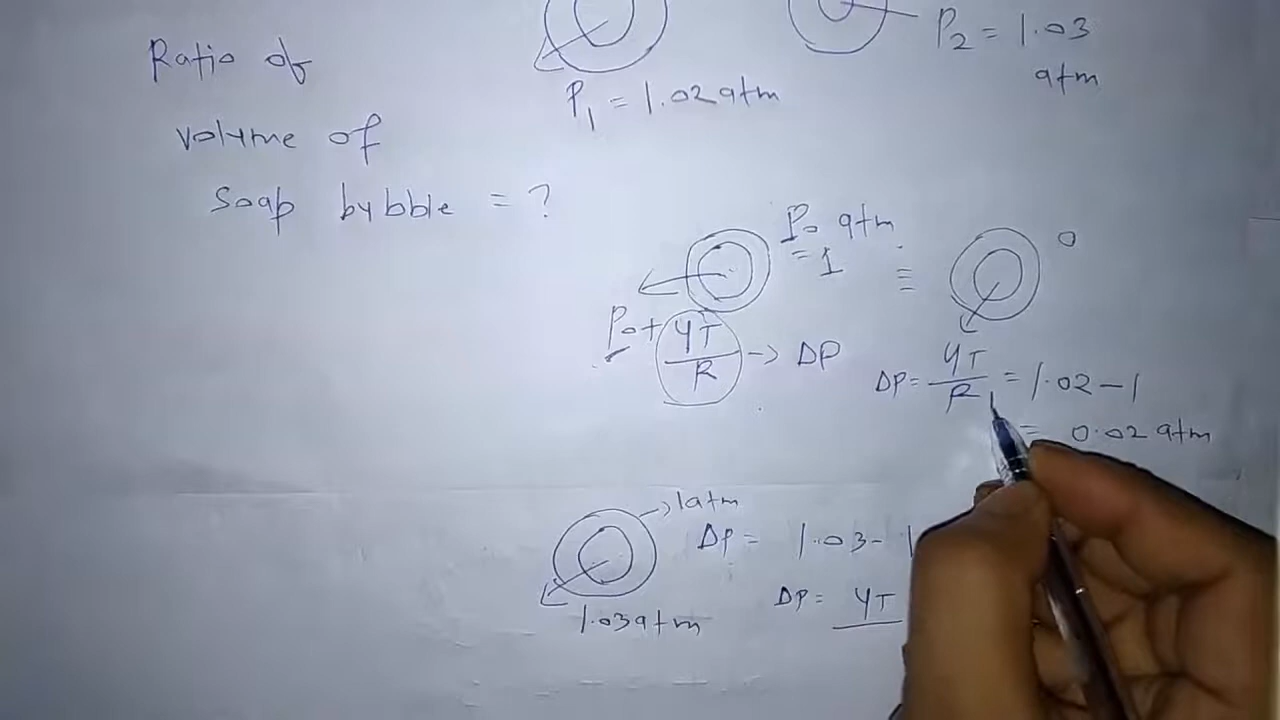 Ratio of
volume of
soap bubble = ?
P₁ = 1.02 atm
P₂ = 1.03
atm
P₀ atm
= 1
≡
0
P₀ + 4T/R → ΔP
ΔP = 4T/R₁ = 1.02 - 1
= 0.02 atm
→ 1atm
1.03 atm
ΔP = 1.03 - 1
ΔP = 4T